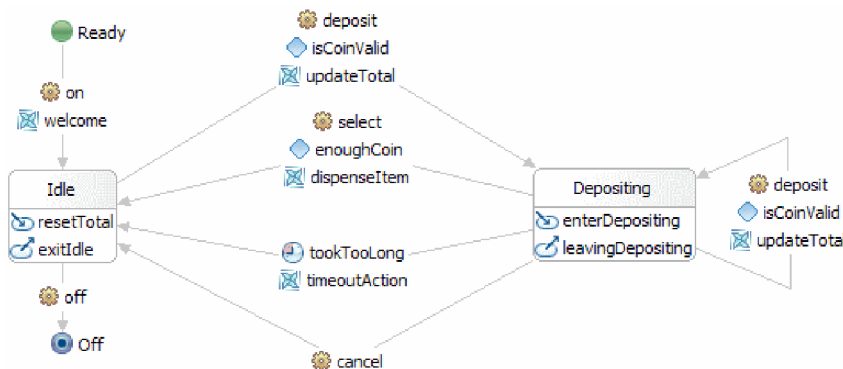 Ready
deposit
isCoinValid
updateTotal
on
welcome
select
enoughCoin
dispenseItem
Idle
resetTotal
exitIdle
Depositing
enterDepositing
leavingDepositing
deposit
isCoinValid
updateTotal
tookTooLong
timeoutAction
off
Off
cancel